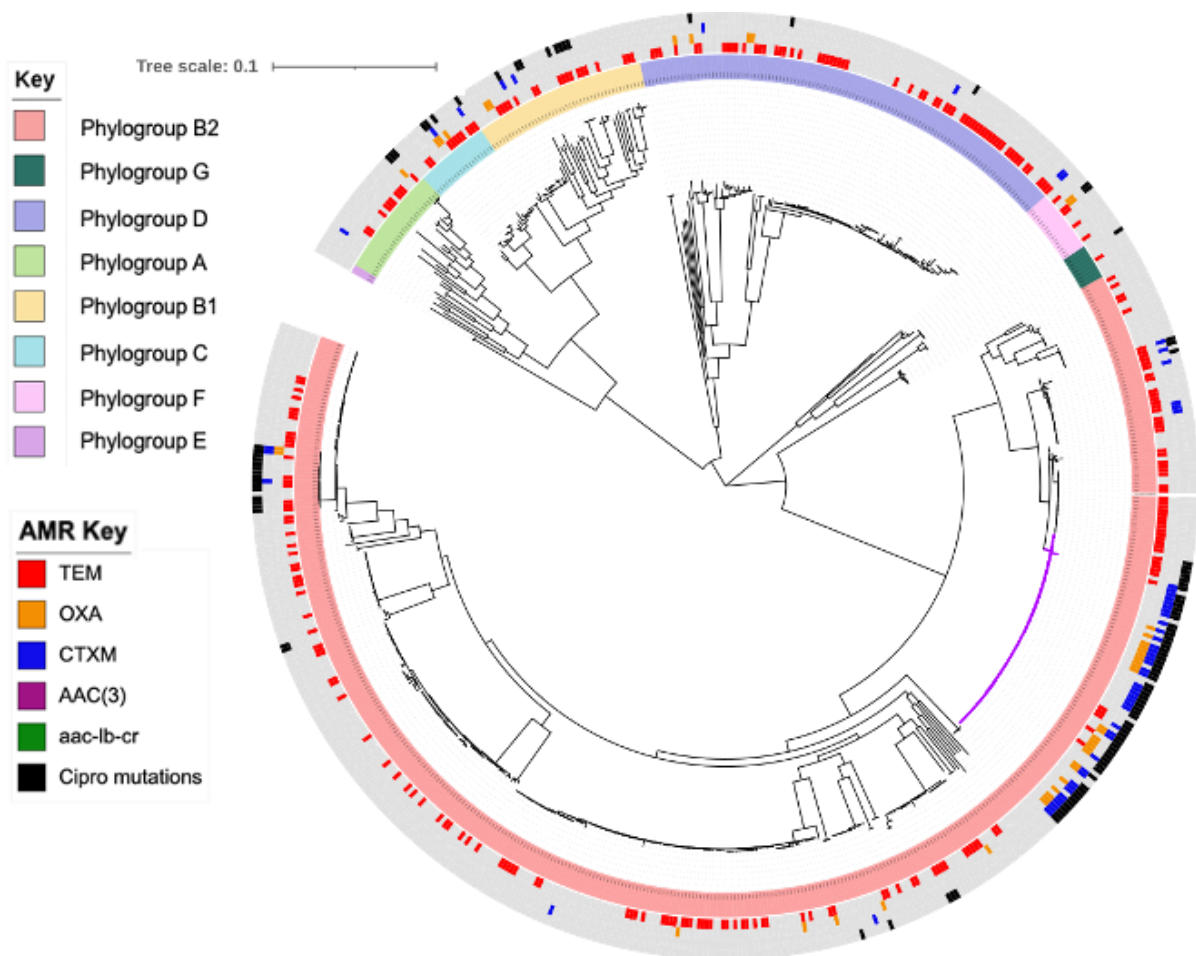 Tree scale: 0.1
Key
Phylogroup B2
Phylogroup G
Phylogroup D
Phylogroup A
Phylogroup B1
Phylogroup C
Phylogroup F
Phylogroup E
AMR Key
TEM
OXA
CTXM
AAC(3)
aac-Ib-cr
Cipro mutations